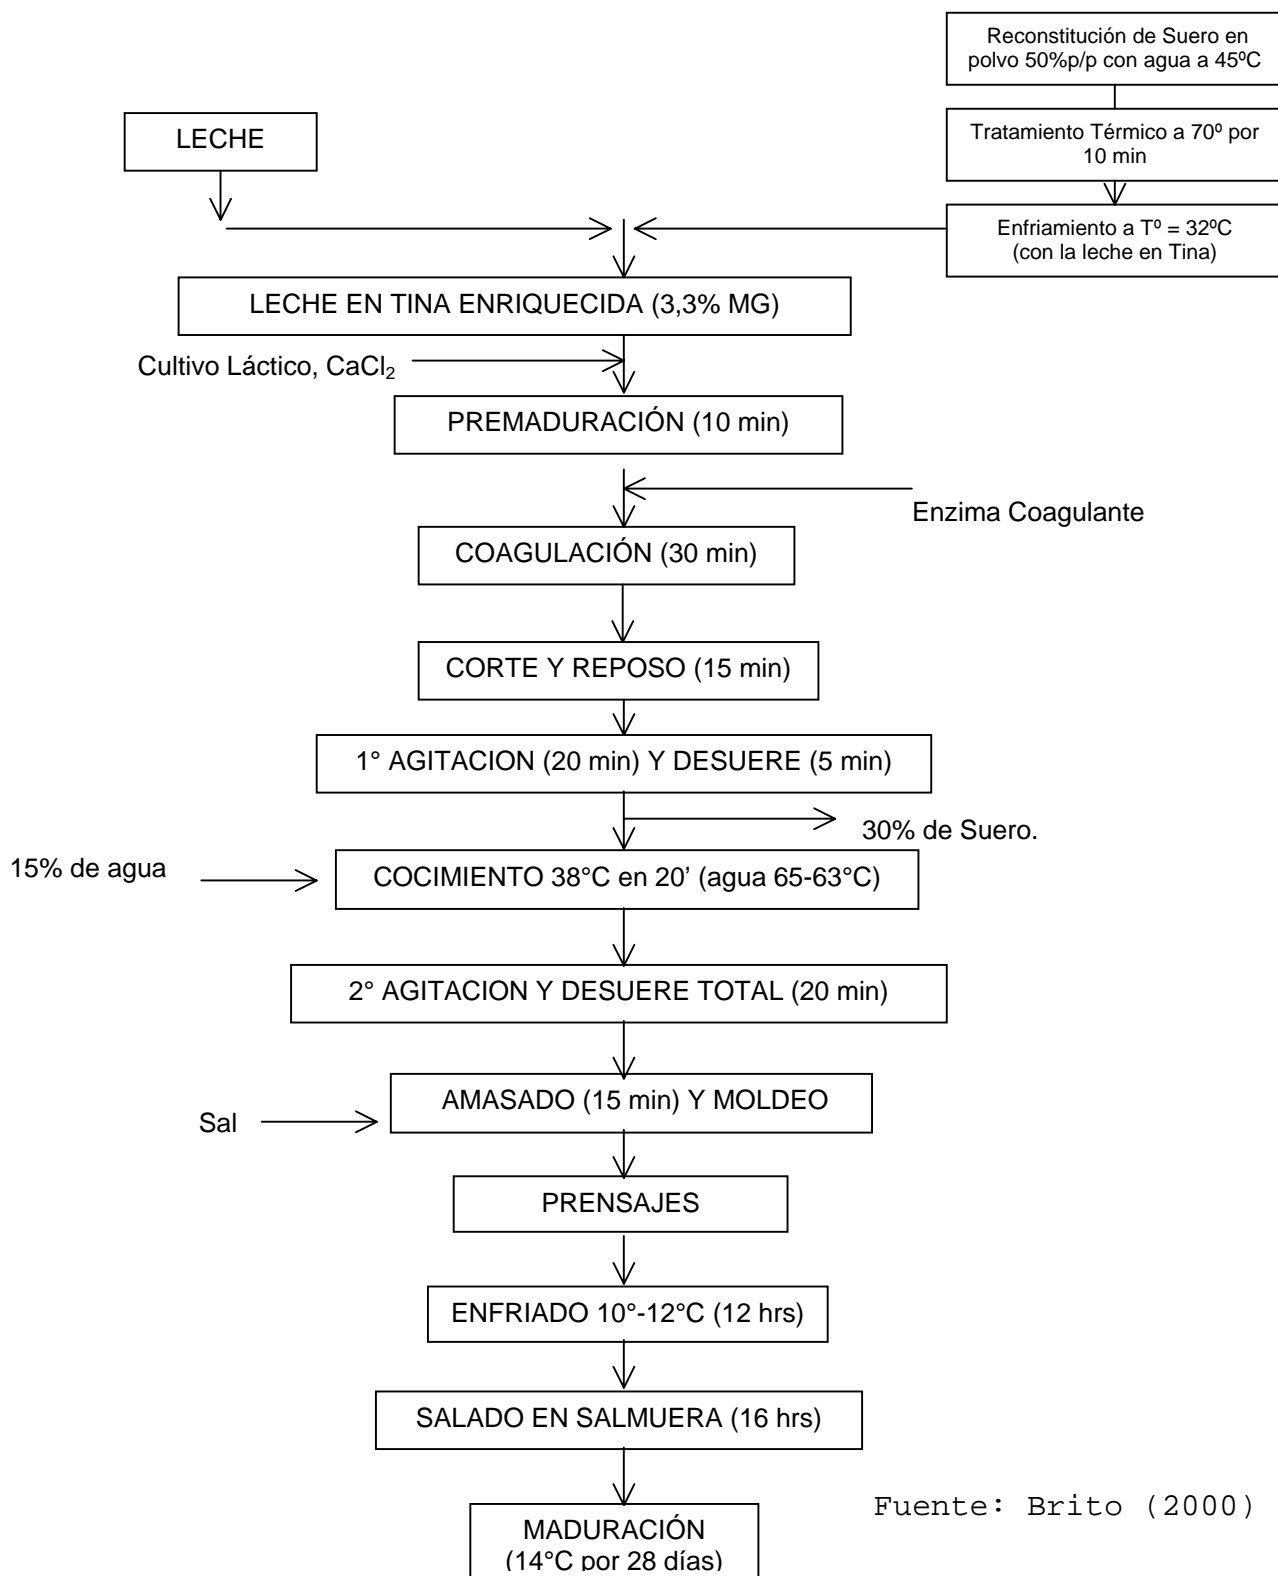 Reconstitución de Suero en
polvo 50%p/p con agua a 45ºC
LECHE
Tratamiento Térmico a 70º por
10 min
Enfriamiento a Tº = 32ºC
(con la leche en Tina)
LECHE EN TINA ENRIQUECIDA (3,3% MG)
Cultivo Láctico, CaCl₂
PREMADURACIÓN (10 min)
Enzima Coagulante
COAGULACIÓN (30 min)
CORTE Y REPOSO (15 min)
1° AGITACION (20 min) Y DESUERE (5 min)
30% de Suero.
15% de agua
COCIMIENTO 38°C en 20’ (agua 65-63°C)
2° AGITACION Y DESUERE TOTAL (20 min)
AMASADO (15 min) Y MOLDEO
Sal
PRENSAJES
ENFRIADO 10°-12°C (12 hrs)
SALADO EN SALMUERA (16 hrs)
Fuente: Brito (2000)
MADURACIÓN
(14°C por 28 días)